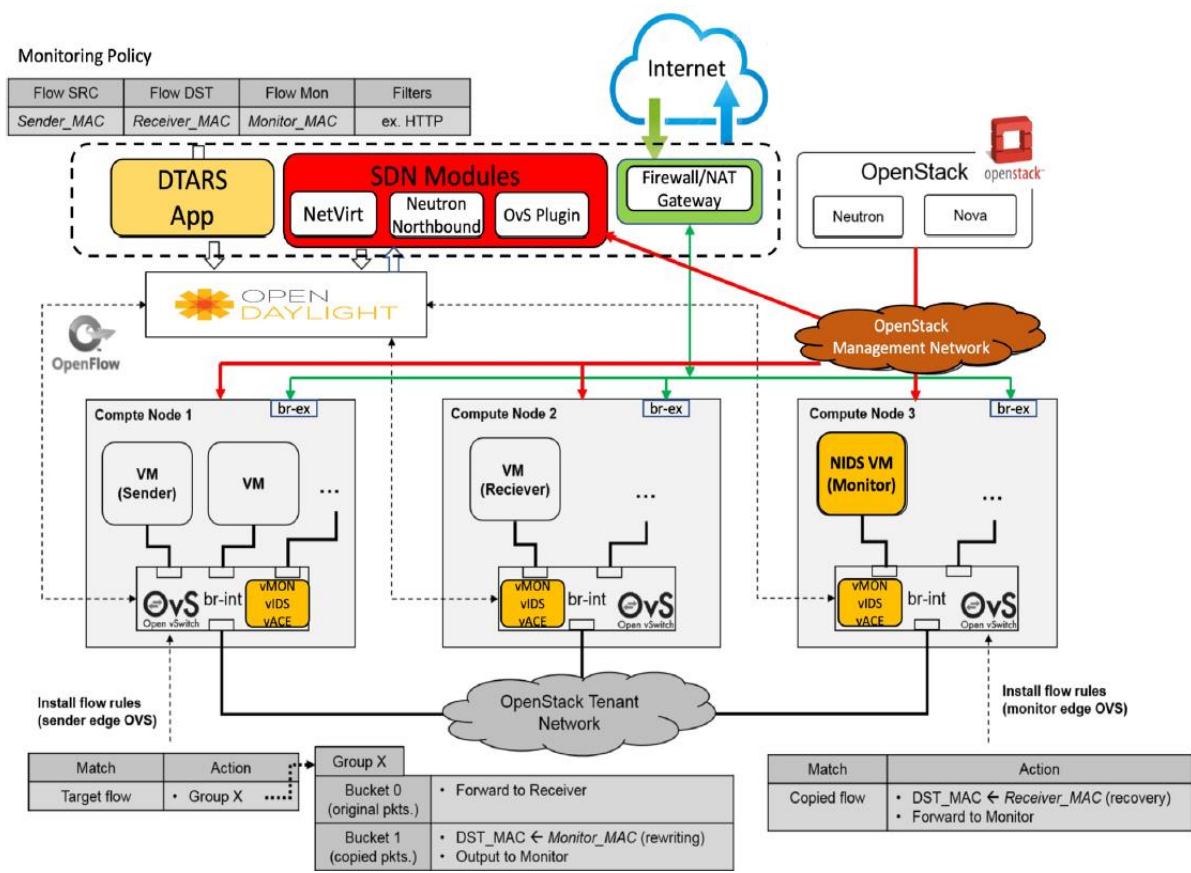 Monitoring Policy
Flow SRC
Flow DST
Flow Mon
Filters
Sender_MAC
Receiver_MAC
Monitor_MAC
ex. HTTP
Internet
DTARS
App
SDN Modules
NetVirt
Neutron
Northbound
OvS Plugin
Firewall/NAT
Gateway
OpenStack
openstack
Neutron
Nova
OPEN
DAYLIGHT
OpenFlow
OpenStack
Management Network
Compte Node 1
br-ex
Compute Node 2
br-ex
Compute Node 3
br-ex
VM
(Sender)
VM
...
VM
(Reciever)
...
NIDS VM
(Monitor)
...
OvS
Open vSwitch
br-int
vMON
vIDS
vACE
vMON
vIDS
vACE
br-int
OvS
Open vSwitch
vMON
vIDS
vACE
br-int
OvS
Open vSwitch
Install flow rules
(sender edge OVS)
OpenStack Tenant
Network
Install flow rules
(monitor edge OVS)
Match
Action
Target flow
• Group X
Group X
Bucket 0
(original pkts.)
• Forward to Receiver
Bucket 1
(copied pkts.)
• DST_MAC ← Monitor_MAC (rewriting)
• Output to Monitor
Match
Action
Copied flow
• DST_MAC ← Receiver_MAC (recovery)
• Forward to Monitor